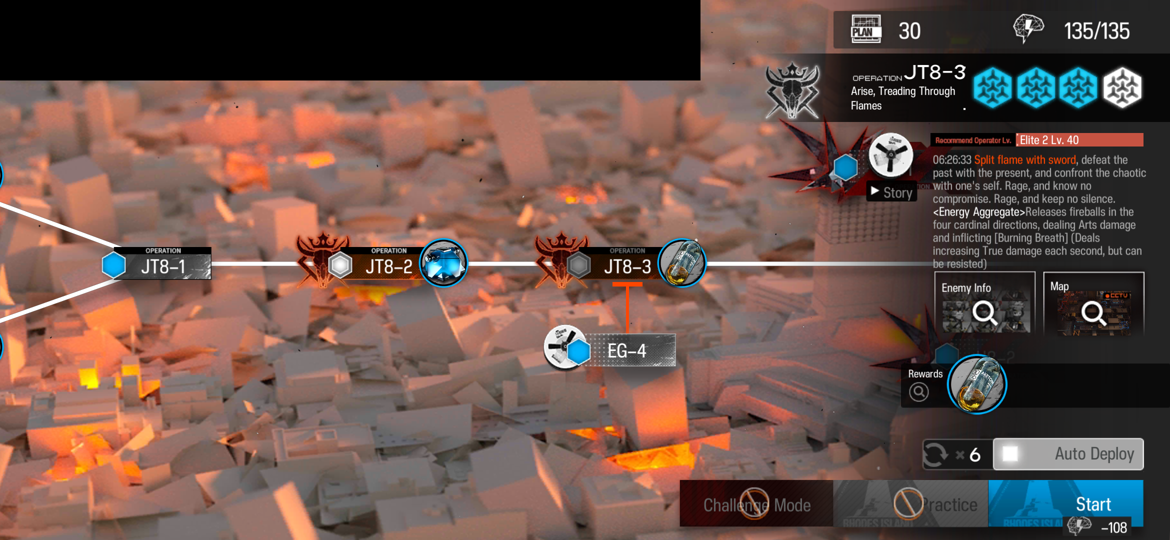 PLAN
30
135/135
OPERATION JT8-3
Arise, Treading Through
Flames
Recommend Operator Lv. Elite 2 Lv. 40
06:26:33 Split flame with sword, defeat the
past with the present, and confront the chaotic
with one's self. Rage, and know no
compromise. Rage, and keep no silence.
<Energy Aggregate>Releases fireballs in the
four cardinal directions, dealing Arts damage
and inflicting [Burning Breath] (Deals
increasing True damage each second, but can
be resisted)
Story
OPERATION
JT8-1
OPERATION
JT8-2
OPERATION
JT8-3
EG-4
Enemy Info
Map
CCTV
Rewards
× 6
Auto Deploy
Challenge Mode
Practice
Start
RHODES ISLAND
RHODES ISLAND
-108